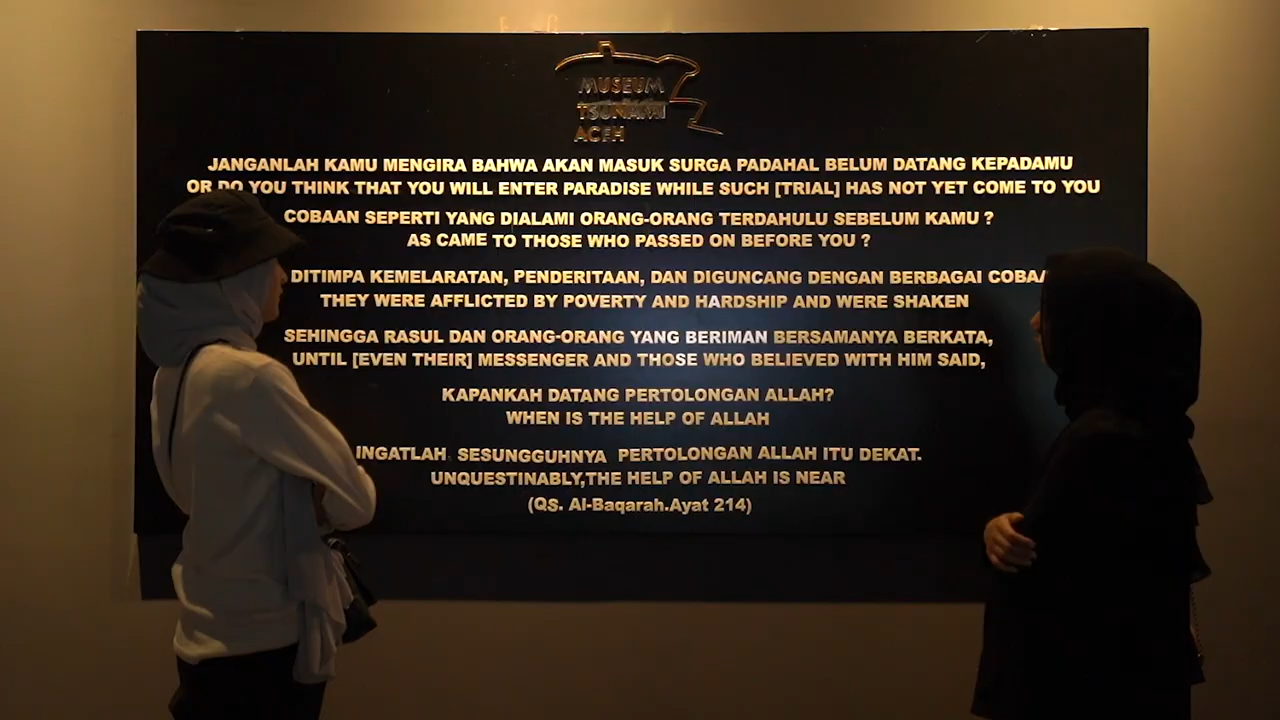 MUSEUM
TSUNAMI
ACEH
JANGANLAH KAMU MENGIRA BAHWA AKAN MASUK SURGA PADAHAL BELUM DATANG KEPADAMU
OR DO YOU THINK THAT YOU WILL ENTER PARADISE WHILE SUCH [TRIAL] HAS NOT YET COME TO YOU
COBAAN SEPERTI YANG DIALAMI ORANG-ORANG TERDAHULU SEBELUM KAMU ?
AS CAME TO THOSE WHO PASSED ON BEFORE YOU ?
DITIMPA KEMELARATAN, PENDERITAAN, DAN DIGUNCANG DENGAN BERBAGAI
THEY WERE AFFLICTED BY POVERTY AND HARDSHIP AND WERE SHAKEN
SEHINGGA RASUL DAN ORANG-ORANG YANG BERIMAN BERSAMANYA BERKATA,
UNTIL [EVEN THEIR] MESSENGER AND THOSE WHO BELIEVED WITH HIM SAID,
KAPANKAH DATANG PERTOLONGAN ALLAH?
WHEN IS THE HELP OF ALLAH
INGATLAH SESUNGGUHNYA PERTOLONGAN ALLAH ITU DEKAT.
UNQUESTINABLY,THE HELP OF ALLAH IS NEAR
(QS. Al-Baqarah.Ayat 214)